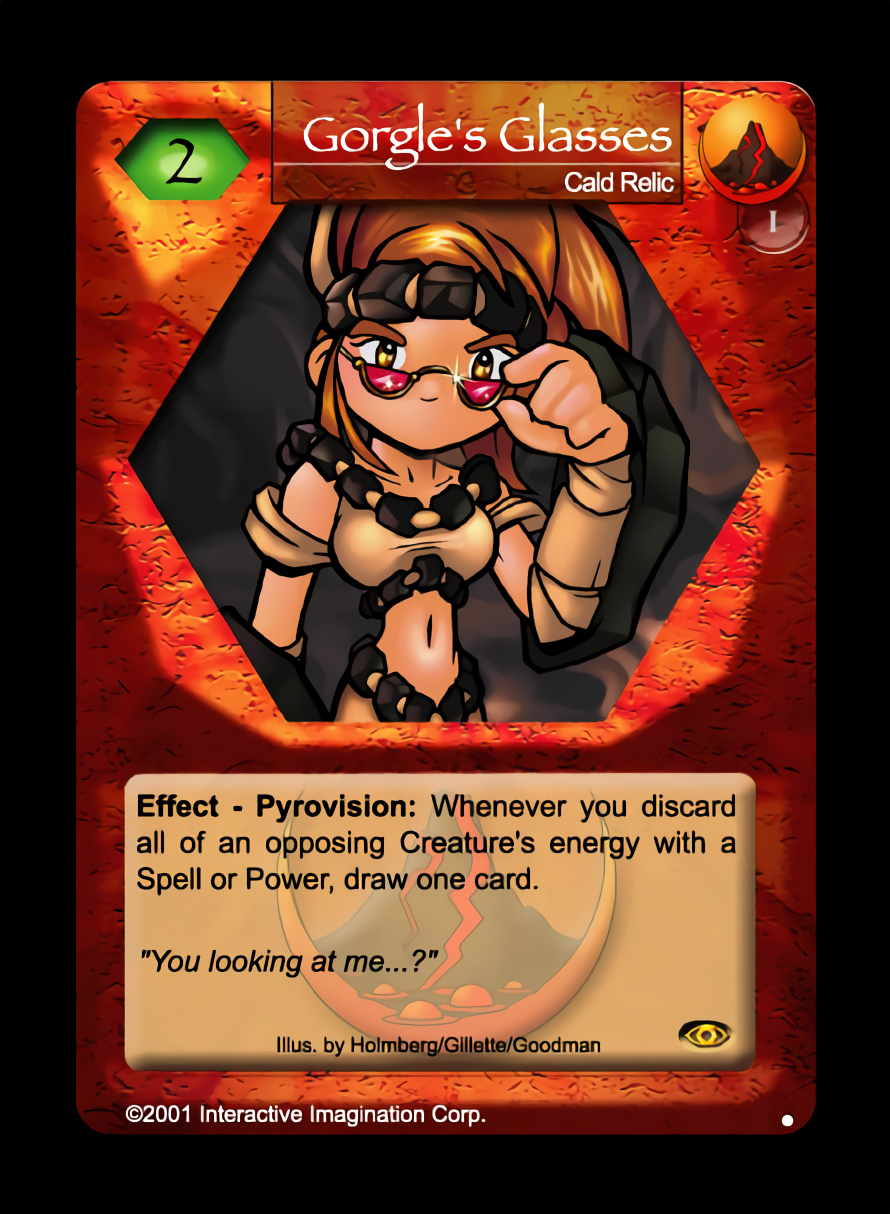 2
Gorgle's Glasses
Cald Relic
I
Effect - Pyrovision: Whenever you discard
all of an opposing Creature's energy with a
Spell or Power, draw one card.
"You looking at me...?"
Illus. by Holmberg/Gillette/Goodman
©2001 Interactive Imagination Corp.